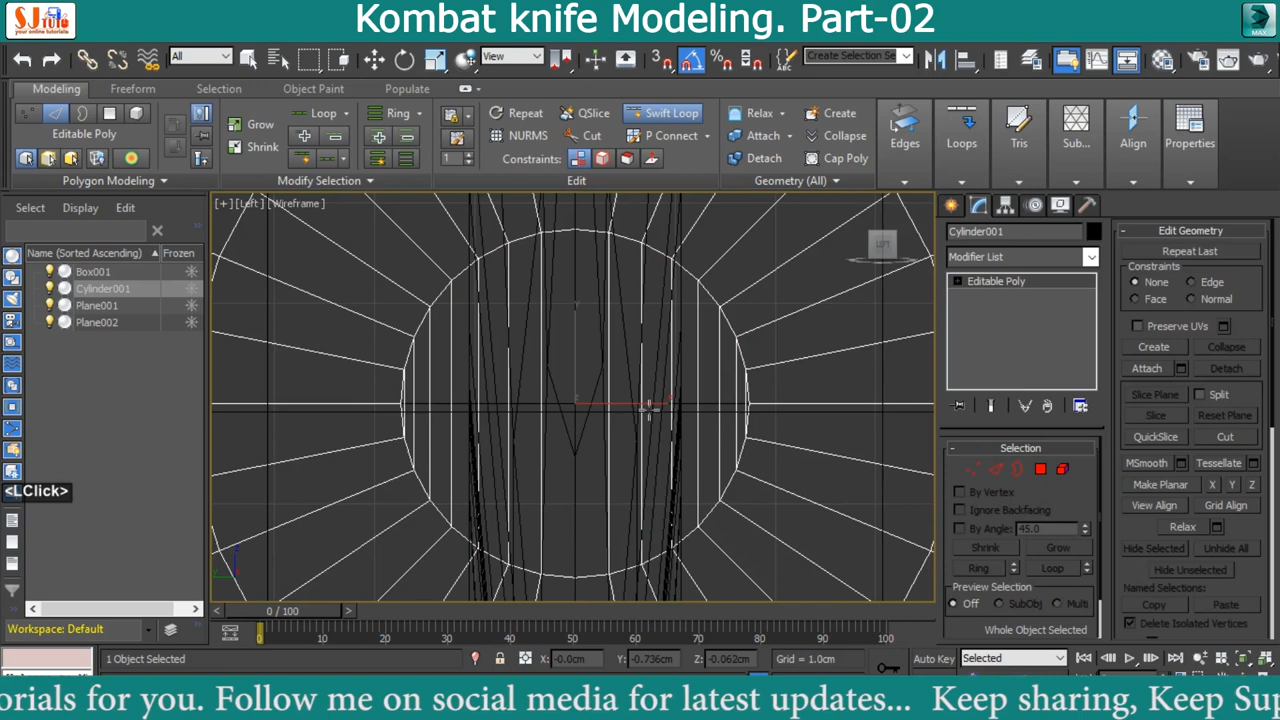 SJ TUTO
your online tutorials
Kombat knife Modeling. Part-02
MAX
All
View
Create Selection Se
Modeling Freeform Selection Object Paint Populate
Editable Poly
Polygon Modeling
Grow
Shrink
Loop
Ring
1
Modify Selection
Repeat QSlice Swift Loop
NURMS Cut P Connect
Constraints:
Edit
Relax Create
Attach Collapse
Detach Cap Poly
Geometry (All)
Edges
Loops
Tris
Sub...
Align
Properties
Select Display Edit
Name (Sorted Ascending) Frozen
Box001
Cylinder001
Plane001
Plane002
<LClick>
[+] [Left] [Wireframe]
LEFT
Cylinder001
Modifier List
Editable Poly
Selection
By Vertex
Ignore Backfacing
By Angle: 45.0
Shrink Grow
Ring Loop
Preview Selection
Off SubObj Multi
Whole Object Selected
Edit Geometry
Repeat Last
Constraints
None Edge
Face Normal
Preserve UVs
Create Collapse
Attach Detach
Slice Plane Split
Slice Reset Plane
QuickSlice Cut
MSmooth Tessellate
Make Planar X Y Z
View Align Grid Align
Relax
Hide Selected Unhide All
Hide Unselected
Named Selections:
Copy Paste
Delete Isolated Vertices
0 / 100
Workspace: Default
0 10 20 30 40 50 60 70 80 90 100
1 Object Selected
X: -0.0cm Y: -0.736cm Z: -0.062cm Grid = 1.0cm
Auto Key Selected
orials for you. Follow me on social media for latest updates... Keep sharing, Keep Sup